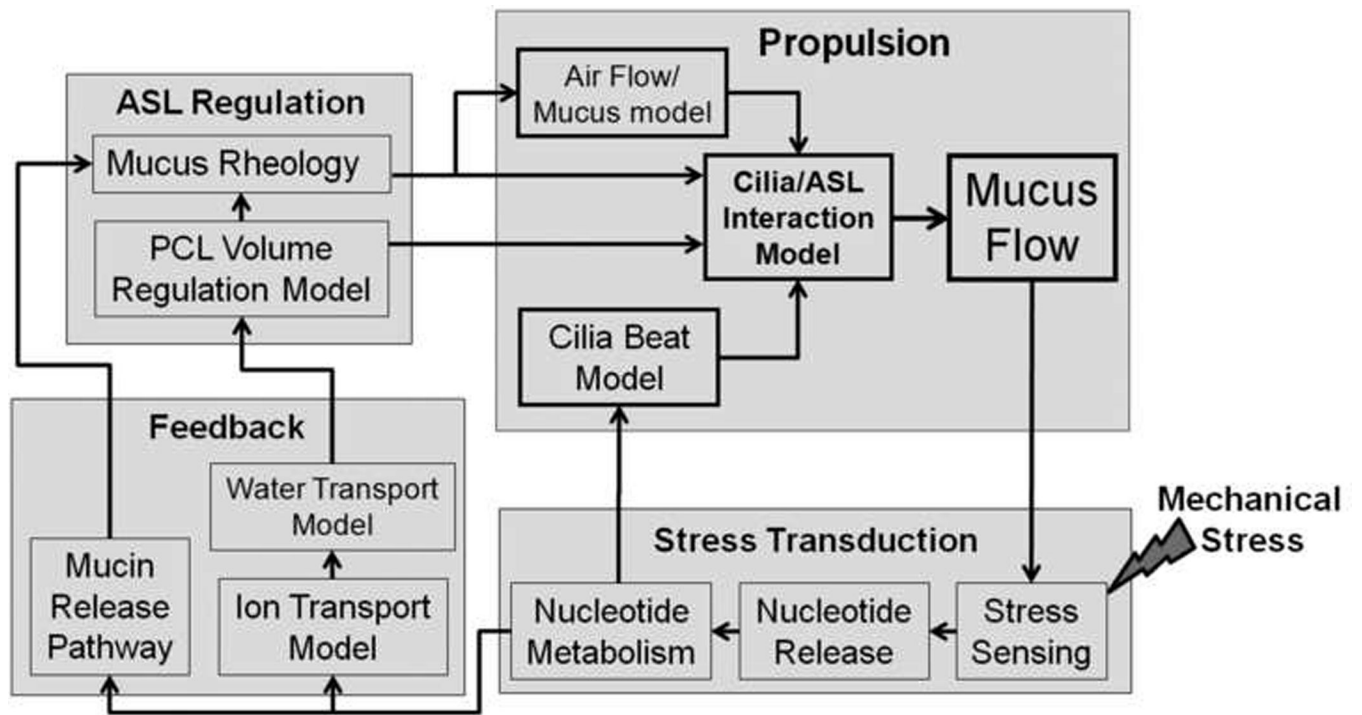 Propulsion
Air Flow/
Mucus model
ASL Regulation
Mucus Rheology
PCL Volume
Regulation Model
Cilia/ASL
Interaction
Model
Mucus
Flow
Cilia Beat
Model
Feedback
Water Transport
Model
Mucin
Release
Pathway
Ion Transport
Model
Stress Transduction
Nucleotide
Metabolism
Nucleotide
Release
Stress
Sensing
Mechanical
Stress